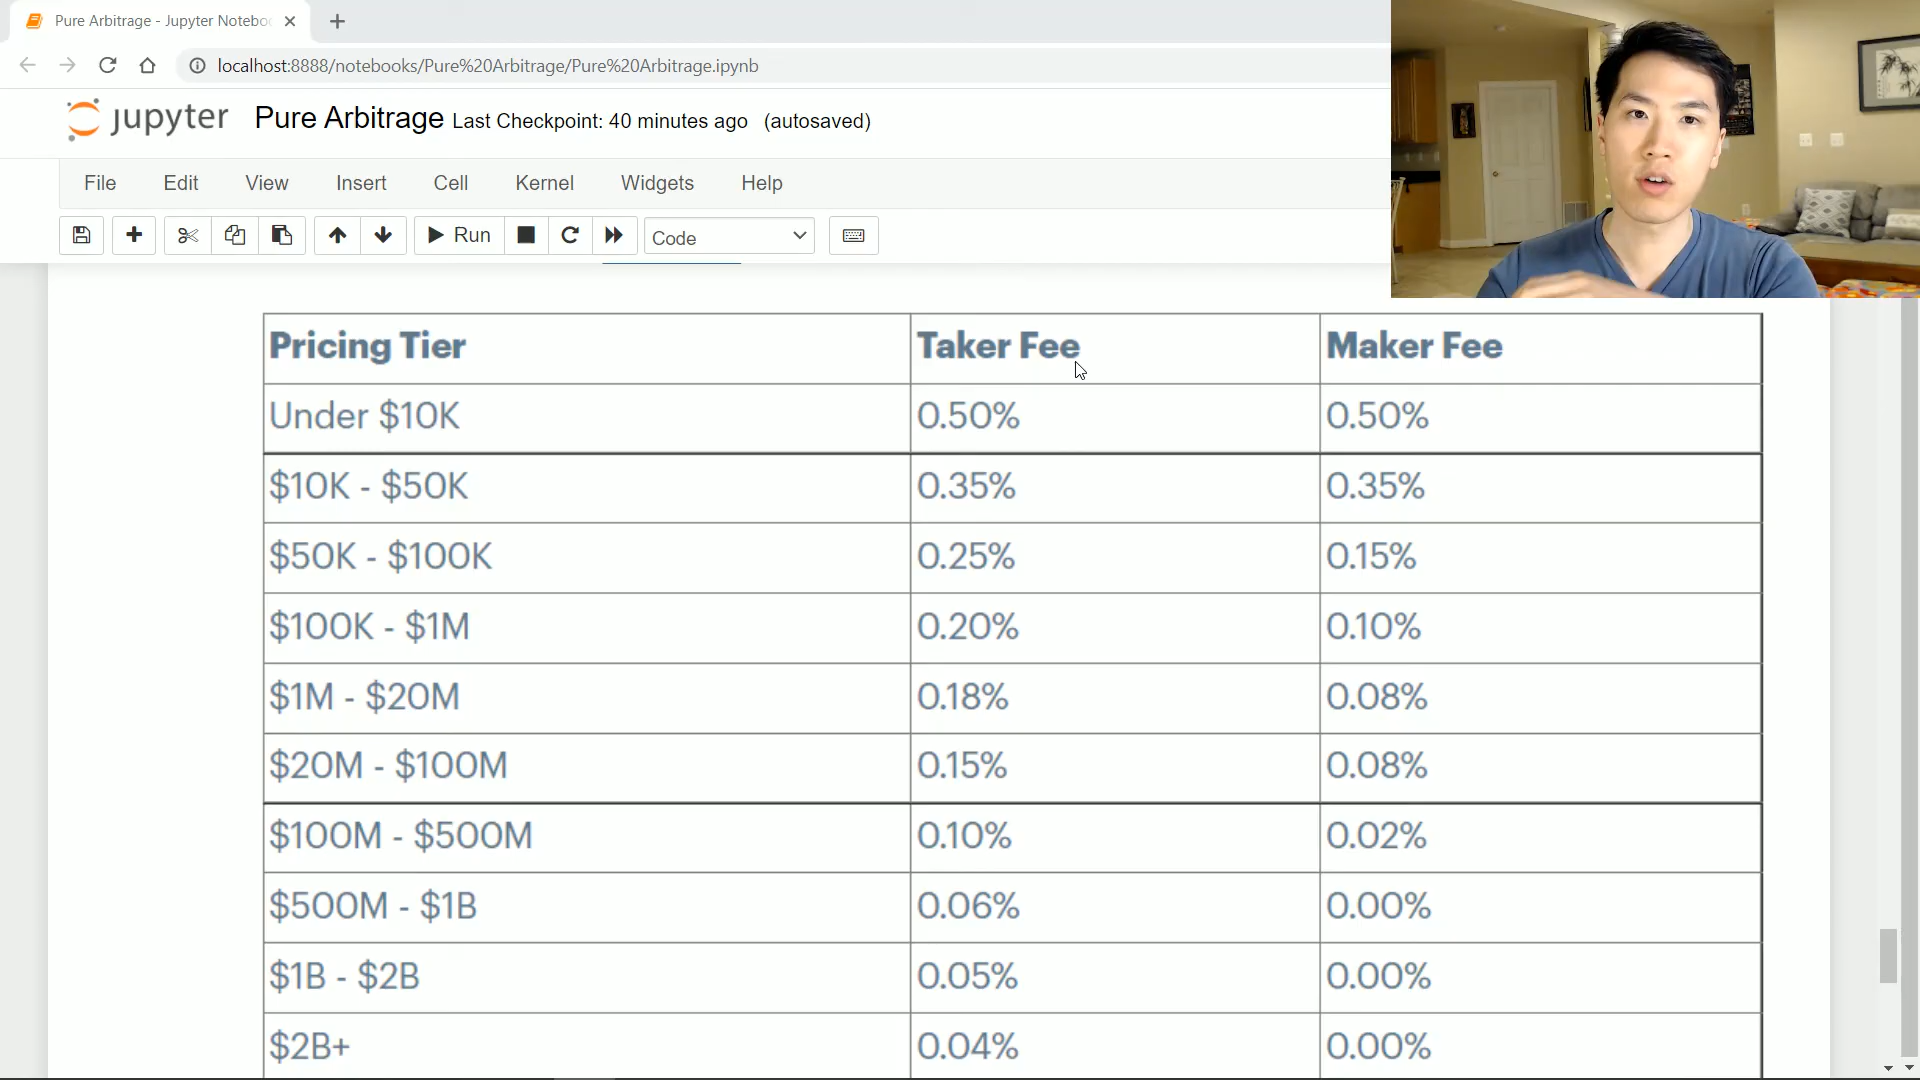 Pure Arbitrage - Jupyter Notebo
localhost:8888/notebooks/Pure%20Arbitrage/Pure%20Arbitrage.ipynb
jupyter Pure Arbitrage Last Checkpoint: 40 minutes ago (autosaved)
File Edit View Insert Cell Kernel Widgets Help
Run Code
Pricing Tier Taker Fee Maker Fee
Under $10K 0.50% 0.50%
$10K - $50K 0.35% 0.35%
$50K - $100K 0.25% 0.15%
$100K - $1M 0.20% 0.10%
$1M - $20M 0.18% 0.08%
$20M - $100M 0.15% 0.08%
$100M - $500M 0.10% 0.02%
$500M - $1B 0.06% 0.00%
$1B - $2B 0.05% 0.00%
$2B+ 0.04% 0.00%